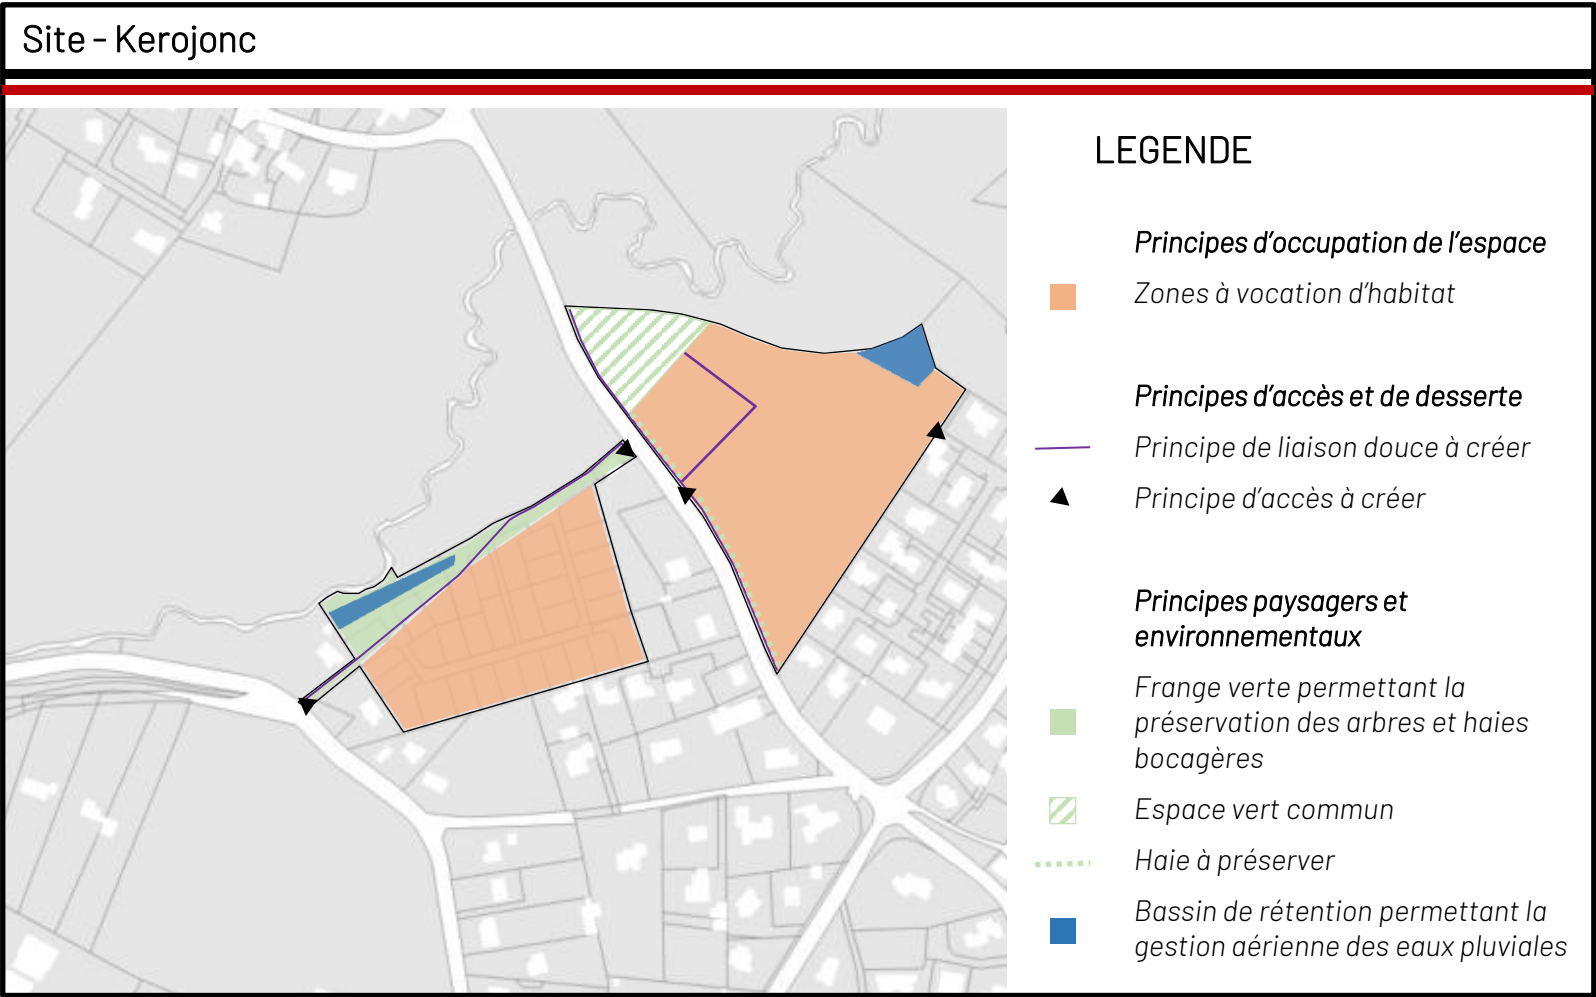 Site - Kerojonc
LEGENDE
Principes d'occupation de l'espace
Zones à vocation d'habitat
Principes d'accès et de desserte
Principe de liaison douce à créer
Principe d'accès à créer
Principes paysagers et
environnementaux
Frange verte permettant la
préservation des arbres et haies
bocagères
Espace vert commun
Haie à préserver
Bassin de rétention permettant la
gestion aérienne des eaux pluviales